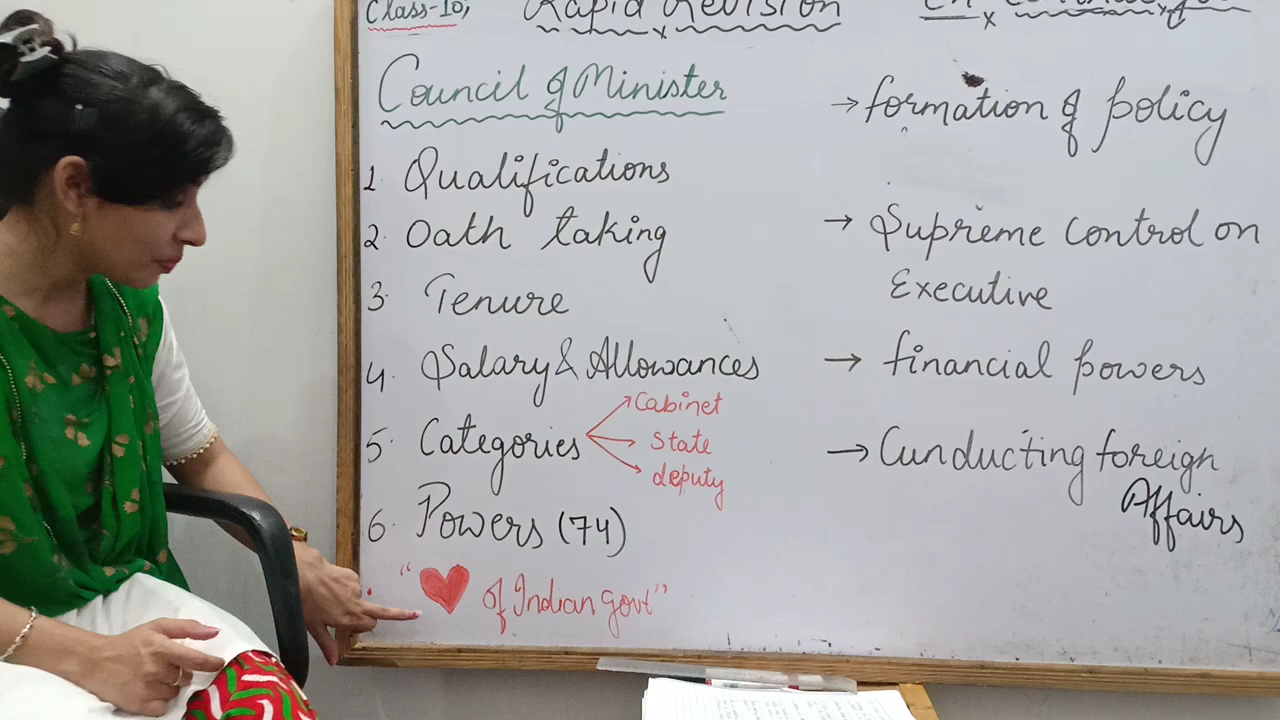 Class-10, Rapid Revision
Council of Minister
1. Qualifications
2. Oath taking
3. Tenure
4. Salary & Allowances
5. Categories
Cabinet
State
deputy
6. Powers (74)
" ❤ of Indian govt"
→ formation of policy
→ Supreme control on
Executive
→ financial powers
→ Cunducting foreign
Affairs